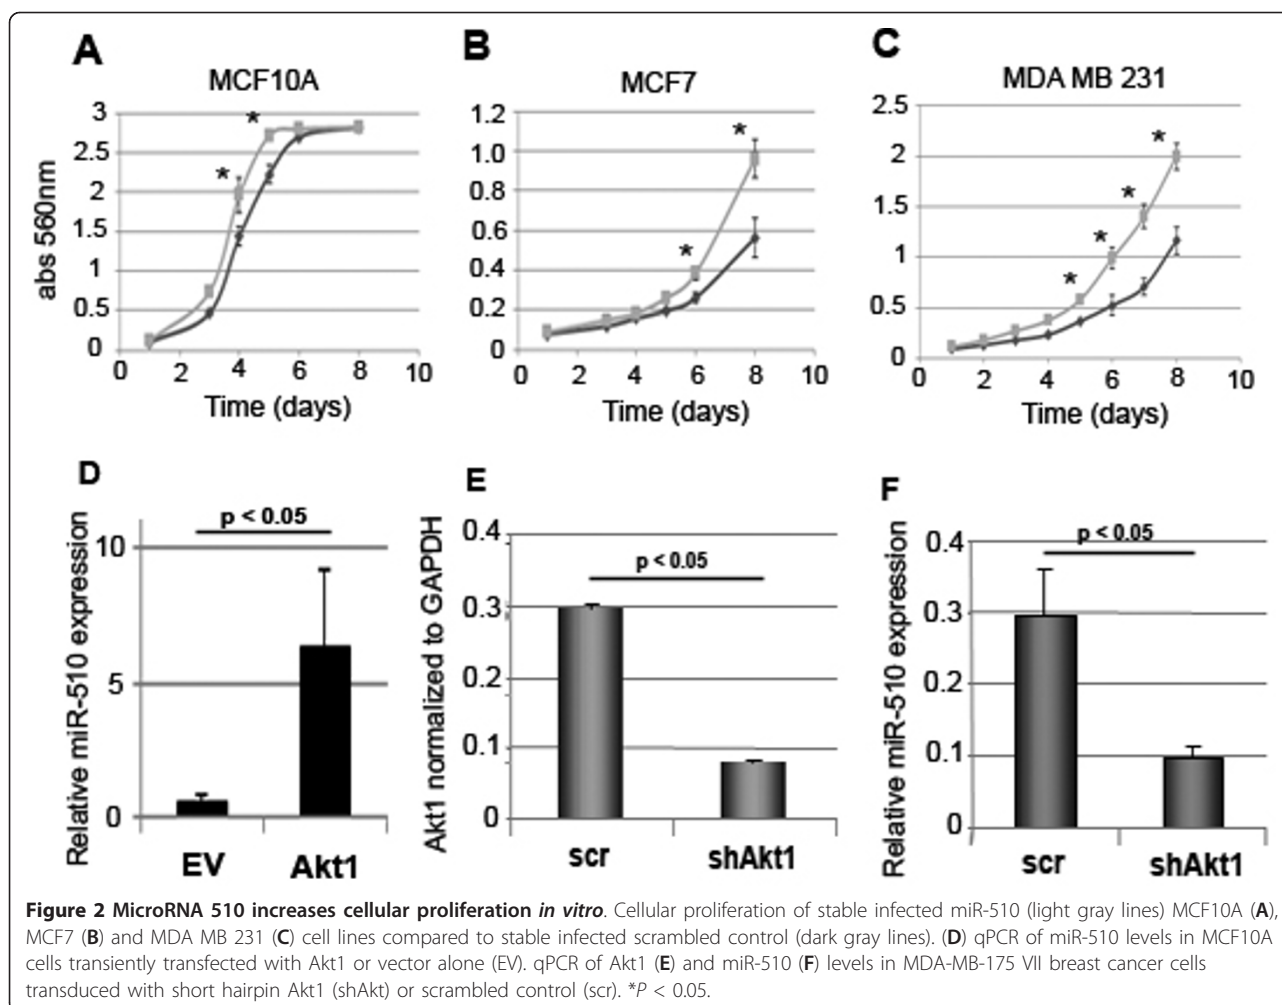 A
MCF10A
abs 560nm
3
2.5
2
1.5
1
0.5
0
* *
0 2 4 6 8 10
Time (days)
B
MCF7
1.2
1.0
0.8
0.6
0.4
0.2
0
* *
0 2 4 6 8 10
Time (days)
C
MDA MB 231
2.5
2
1.5
1
0.5
0
* * * *
0 2 4 6 8 10
Time (days)
D
Relative miR-510 expression
p < 0.05
10
5
0
EV Akt1
E
Akt1 normalized to GAPDH
p < 0.05
0.4
0.3
0.2
0.1
0
scr shAkt1
F
Relative miR-510 expression
p < 0.05
0.4
0.3
0.2
0.1
0
scr shAkt1
Figure 2 MicroRNA 510 increases cellular proliferation in vitro. Cellular proliferation of stable infected miR-510 (light gray lines) MCF10A (A),
MCF7 (B) and MDA MB 231 (C) cell lines compared to stable infected scrambled control (dark gray lines). (D) qPCR of miR-510 levels in MCF10A
cells transiently transfected with Akt1 or vector alone (EV). qPCR of Akt1 (E) and miR-510 (F) levels in MDA-MB-175 VII breast cancer cells
transduced with short hairpin Akt1 (shAkt) or scrambled control (scr). *P < 0.05.